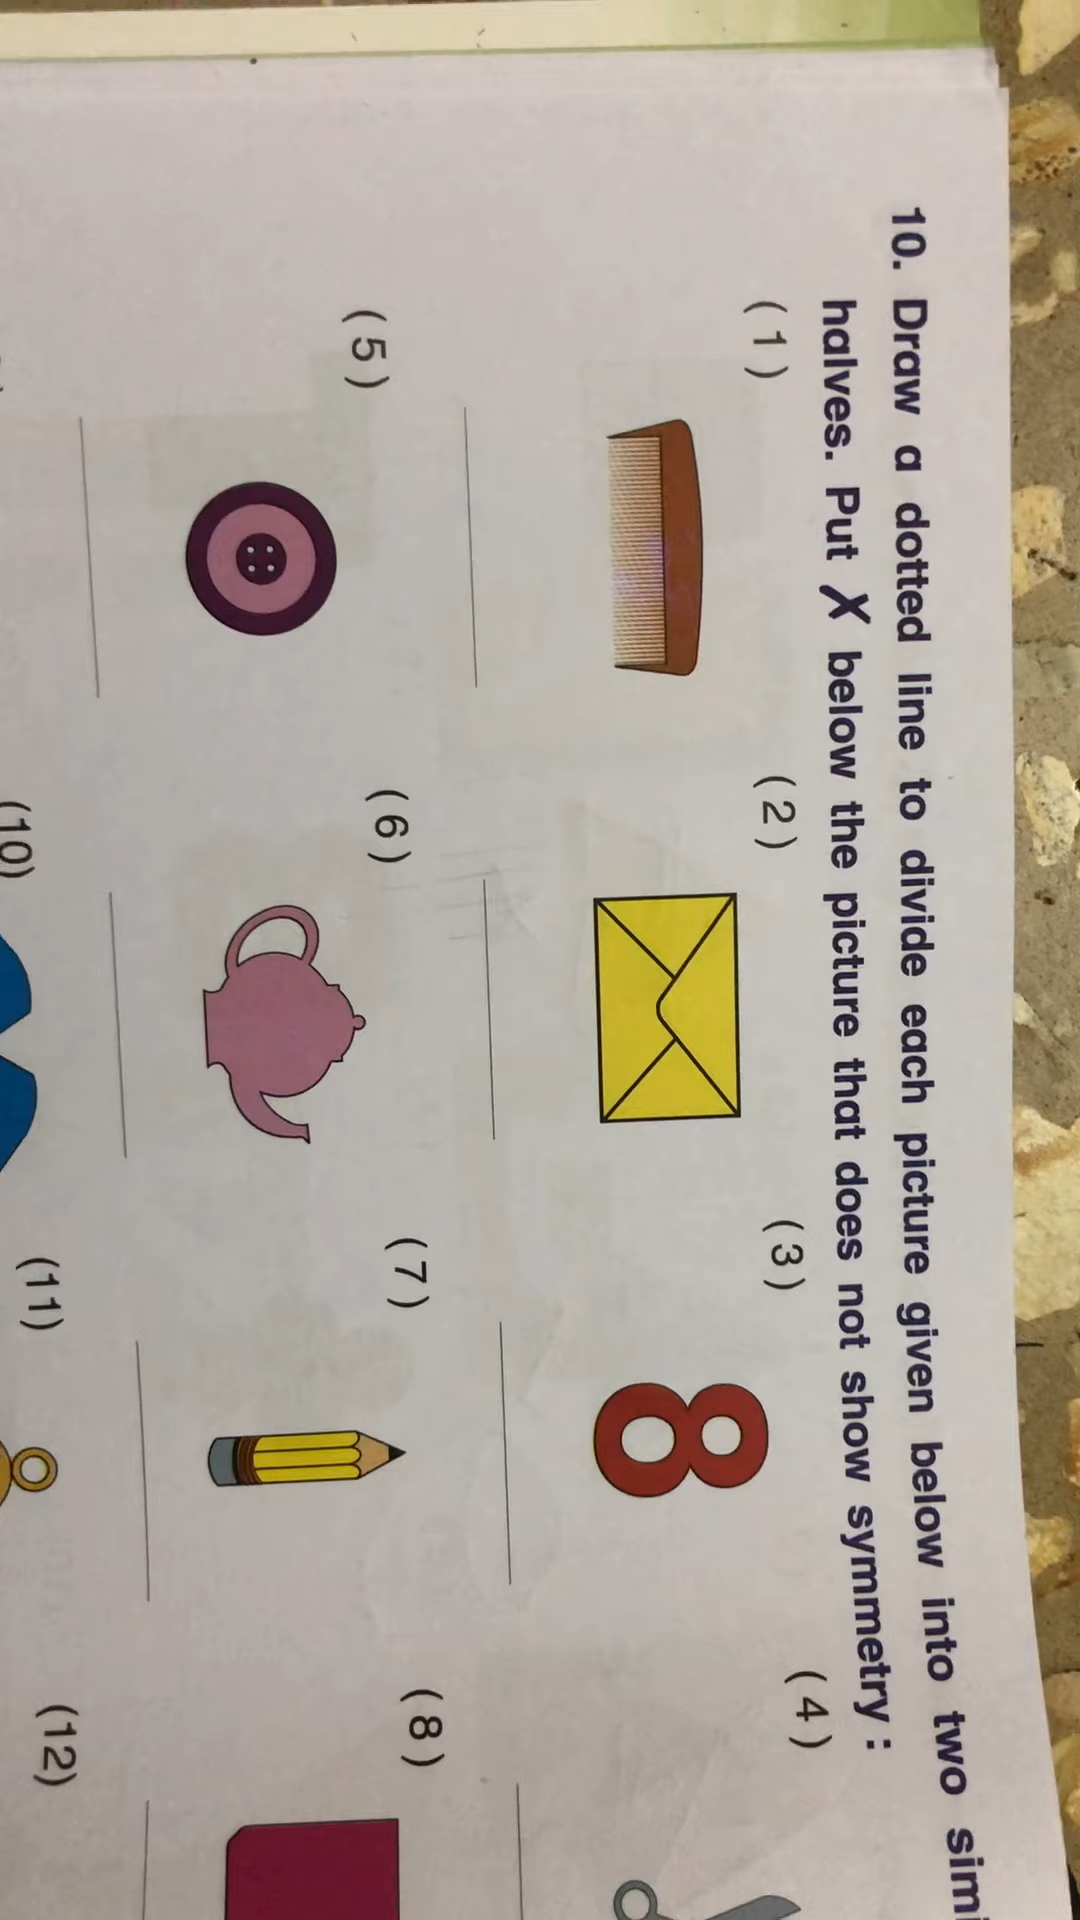 10. Draw a dotted line to divide each picture given below into two
halves. Put ✗ below the picture that does not show symmetry :
(1) (2) (3) (4)
(5) (6) (7) (8)
(10) (11) (12)
8